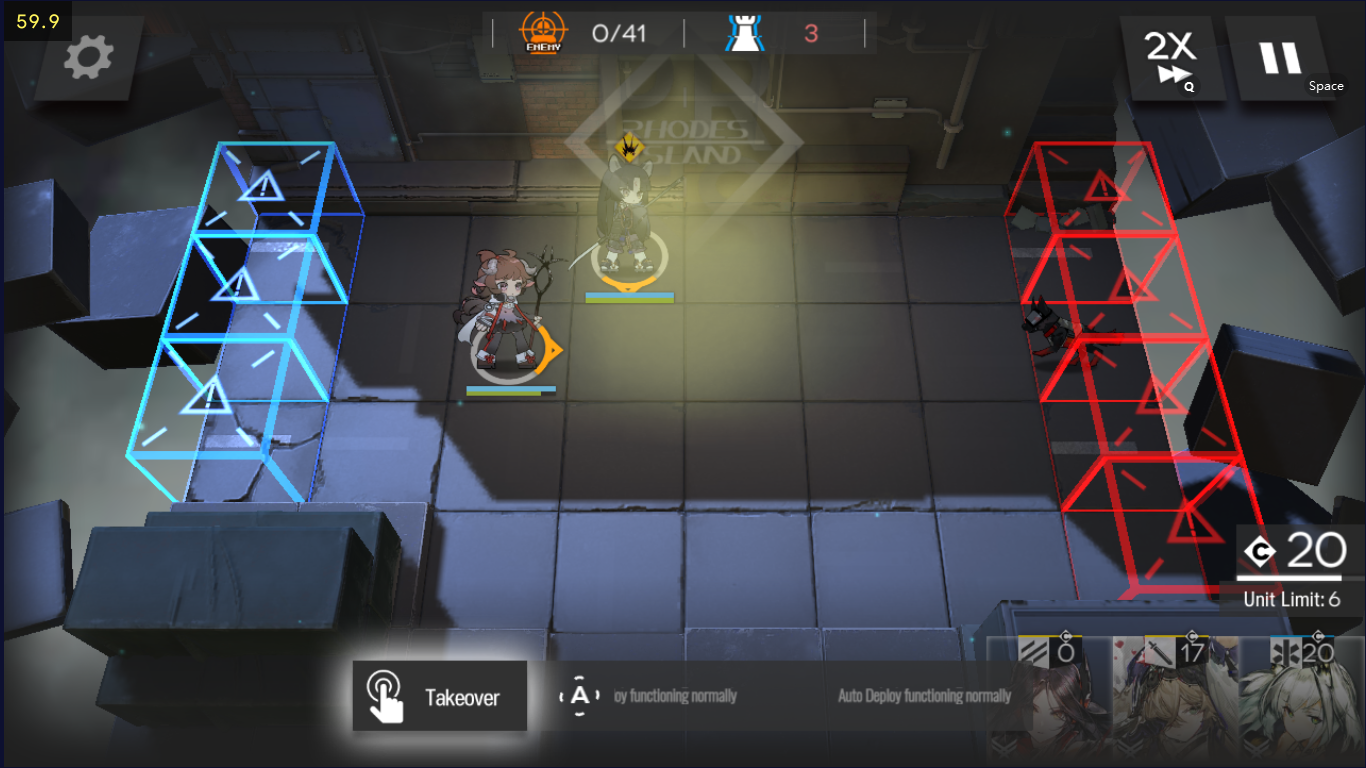 59.9
ENEMY
0/41
3
2X
Q
Space
RHODES
ISLAND
C 20
Unit Limit: 6
C
0
C
17
C
20
Takeover
A
oy functioning normally
Auto Deploy functioning normally